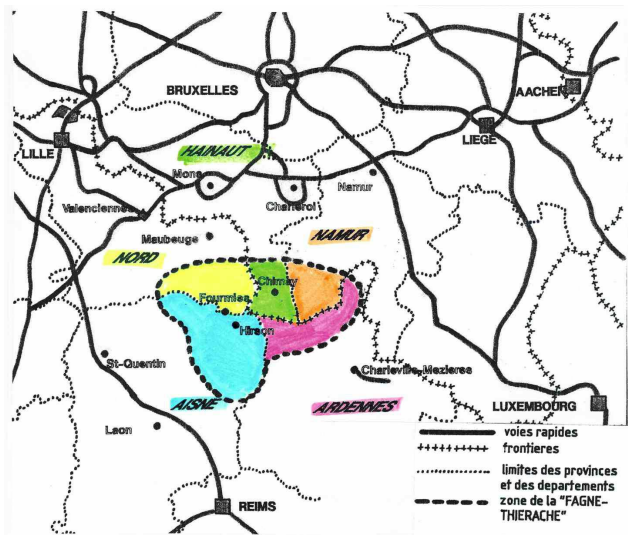 BRUXELLES
AACHEN
LILLE
LIEGE
HAINAUT
Mons
Namur
Charleroi
Valenciennes
Maubeuge
NAMUR
NORD
Chimay
Fourmies
Hirson
St-Quentin
Charleville-Mezieres
AISNE
ARDENNES
LUXEMBOURG
Laon
REIMS
voies rapides
frontieres
limites des provinces
et des departements
zone de la "FAGNE-
THIERACHE"